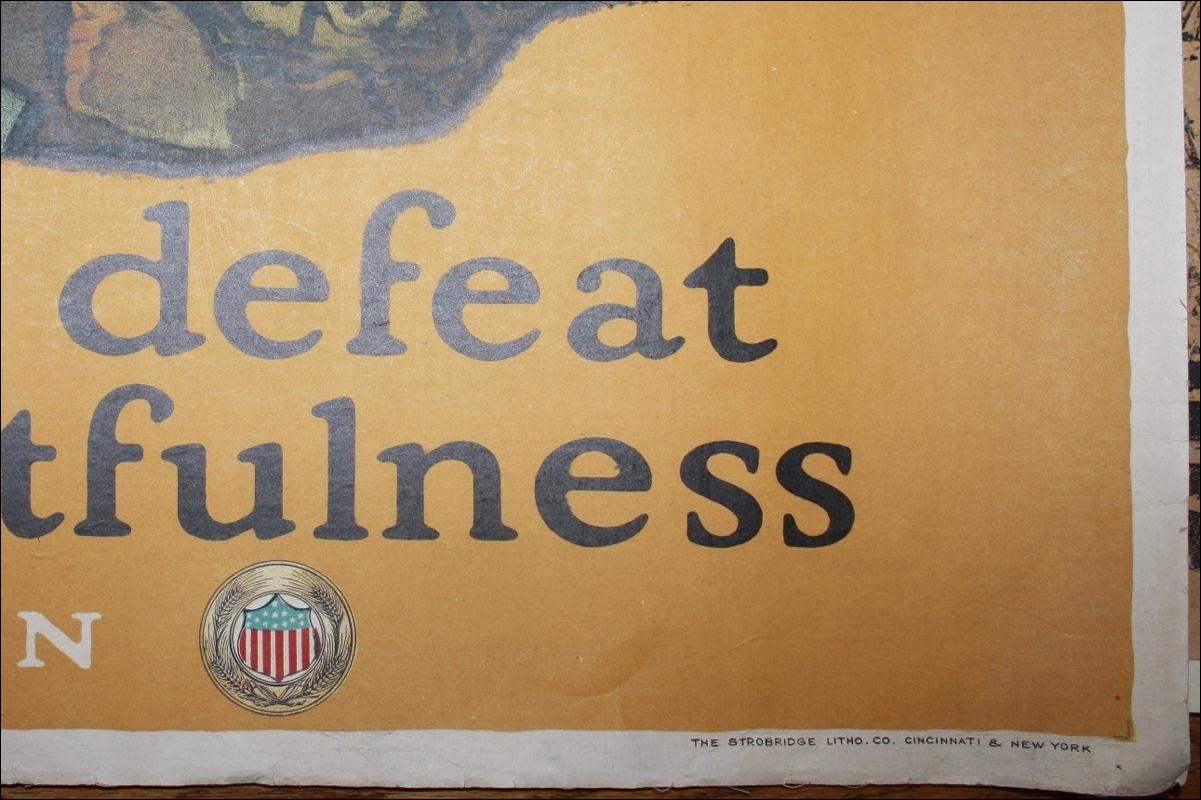 defeat
tfulness
N
THE STROBRIDGE LITHO. CO. CINCINNATI & NEW YORK